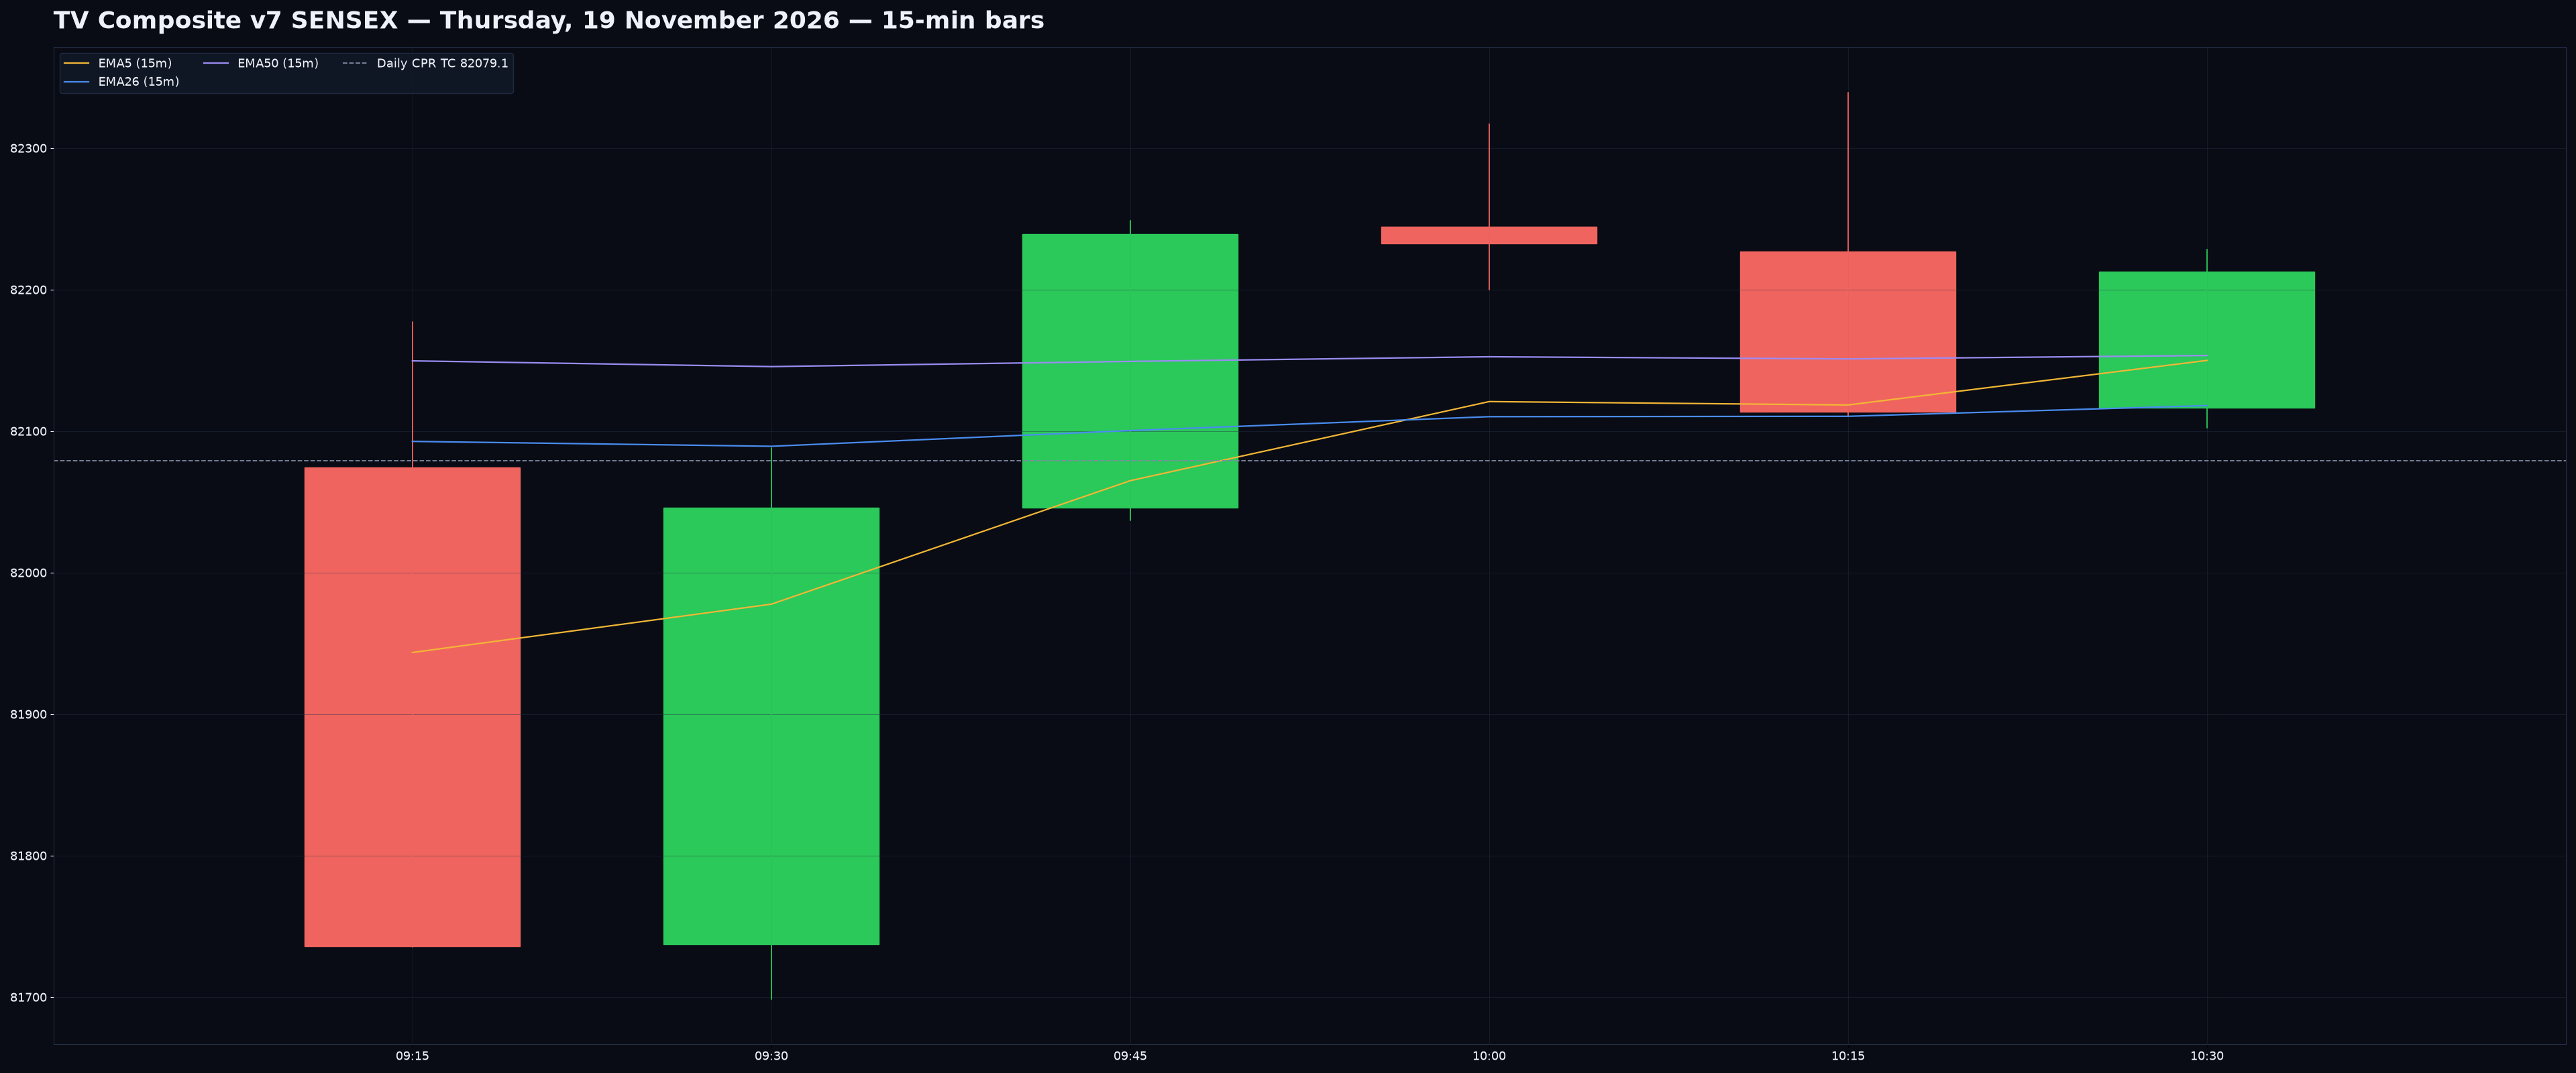 TV Composite v7 SENSEX — Thursday, 19 November 2026 — 15-min bars
EMA5 (15m) EMA50 (15m) Daily CPR TC 82079.1
EMA26 (15m)
82300
82200
82100
82000
81900
81800
81700
09:15 09:30 09:45 10:00 10:15 10:30